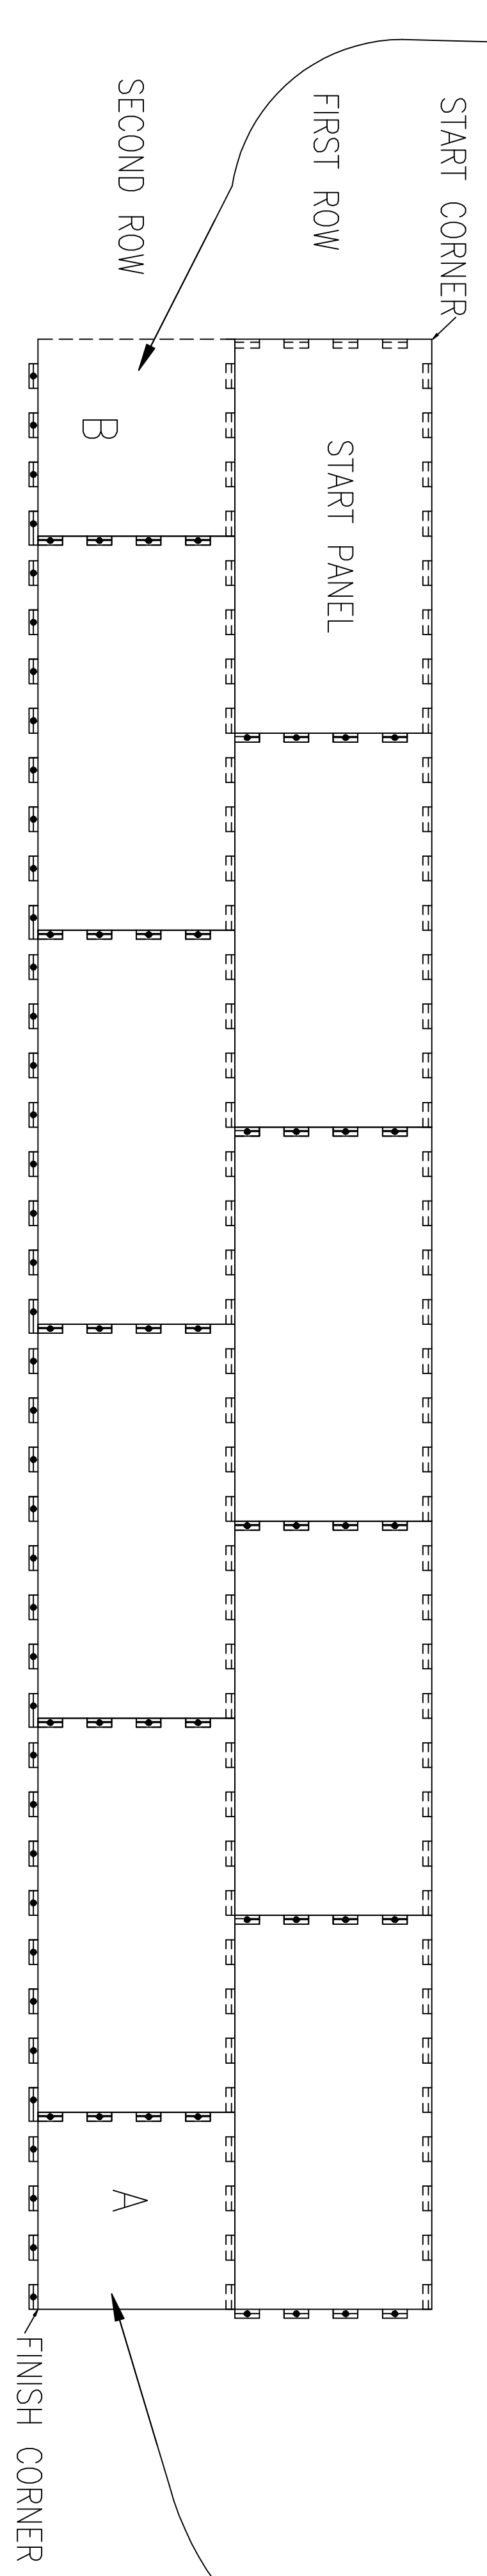 START CORNER
FIRST ROW
SECOND ROW
START PANEL
B
A
FINISH CORNER